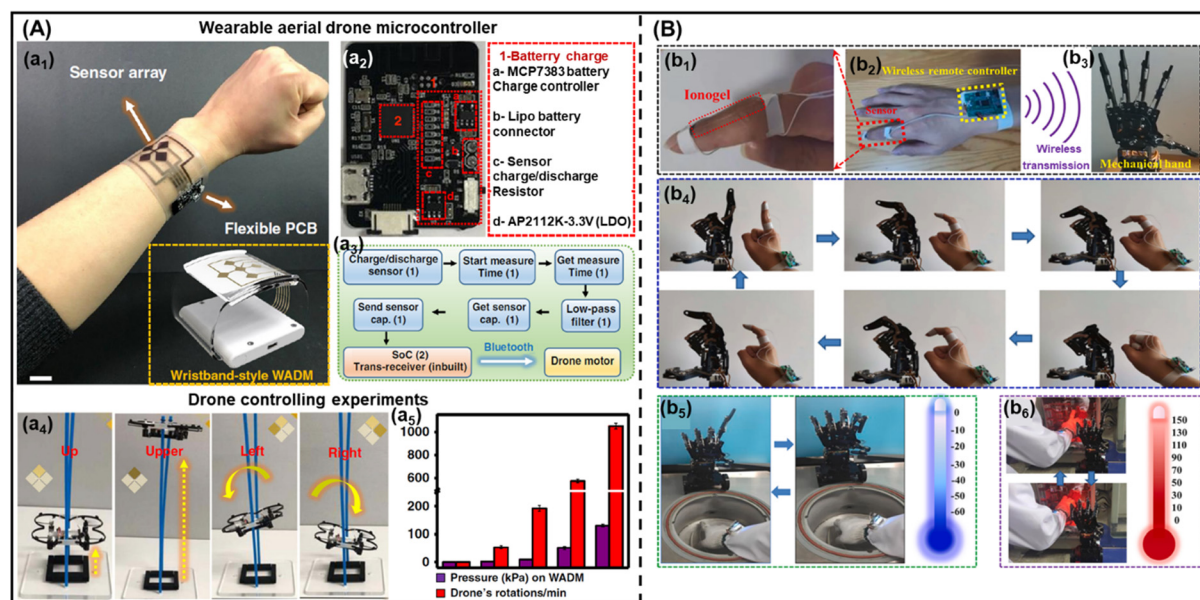 (A)
Wearable aerial drone microcontroller
(a1)
Sensor array
Flexible PCB
Wristband-style WADM
(a2)
2
a
b
c
d
1-Batterry charge
a- MCP7383 battery
Charge controller
b- Lipo battery
connector
c- Sensor
charge/discharge
Resistor
d- AP2112K-3.3V (LDO)
(a3)
Charge/discharge
sensor (1)
Start measure
Time (1)
Get measure
Time (1)
Send sensor
cap. (1)
Get sensor
cap. (1)
Low-pass
filter (1)
SoC (2)
Trans-receiver (inbuilt)
Bluetooth
Drone motor
Drone controlling experiments
(a4)
Up
Upper
Left
Right
(a5)
1000
600
200
100
0
Pressure (kPa) on WADM
Drone's rotations/min
(B)
(b1)
Ionogel
(b2)
Wireless remote controller
Sensor
Wireless
transmission
(b3)
Mechanical hand
(b4)
(b5)
0
-10
-20
-30
-40
-50
-60
(b6)
150
130
110
90
70
50
30
10
0